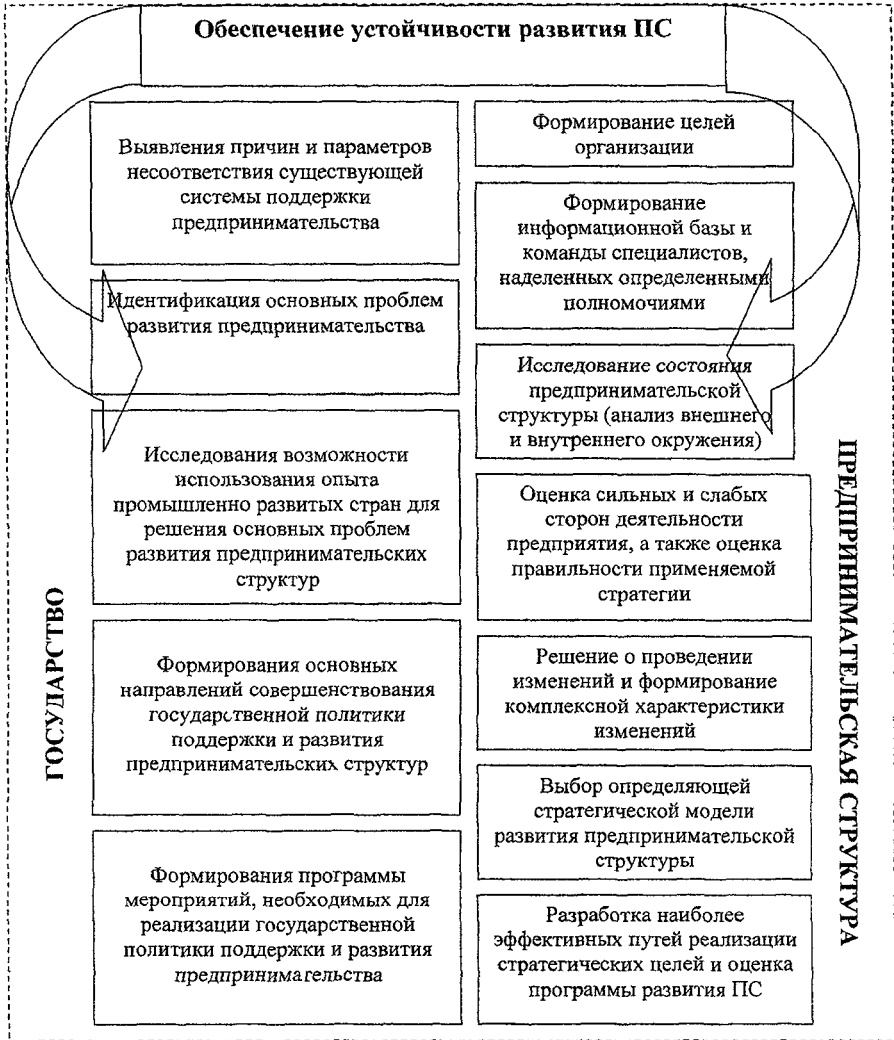 Обеспечение устойчивости развития ПС
Выявления причин и параметров
несоответствия существующей
системы поддержки
предпринимательства
Идентификация основных проблем
развития предпринимательства
Исследования возможности
использования опыта
промышленно развитых стран для
решения основных проблем
развития предпринимательских
структур
Формирования основных
направлений совершенствования
государственной политики
поддержки и развития
предпринимательских структур
Формирования программы
мероприятий, необходимых для
реализации государственной
политики поддержки и развития
предпринимательства
ГОСУДАРСТВО
Формирование целей
организации
Формирование
информационной базы и
команды специалистов,
наделенных определенными
полномочиями
Исследование состояния
предпринимательской
структуры (анализ внешнего
и внутреннего окружения)
Оценка сильных и слабых
сторон деятельности
предприятия, а также оценка
правильности применяемой
стратегии
Решение о проведении
изменений и формирование
комплексной характеристики
изменений
Выбор определяющей
стратегической модели
развития предпринимательской
структуры
Разработка наиболее
эффективных путей реализации
стратегических целей и оценка
программы развития ПС
ПРЕДПРИНИМАТЕЛЬСКАЯ СТРУКТУРА